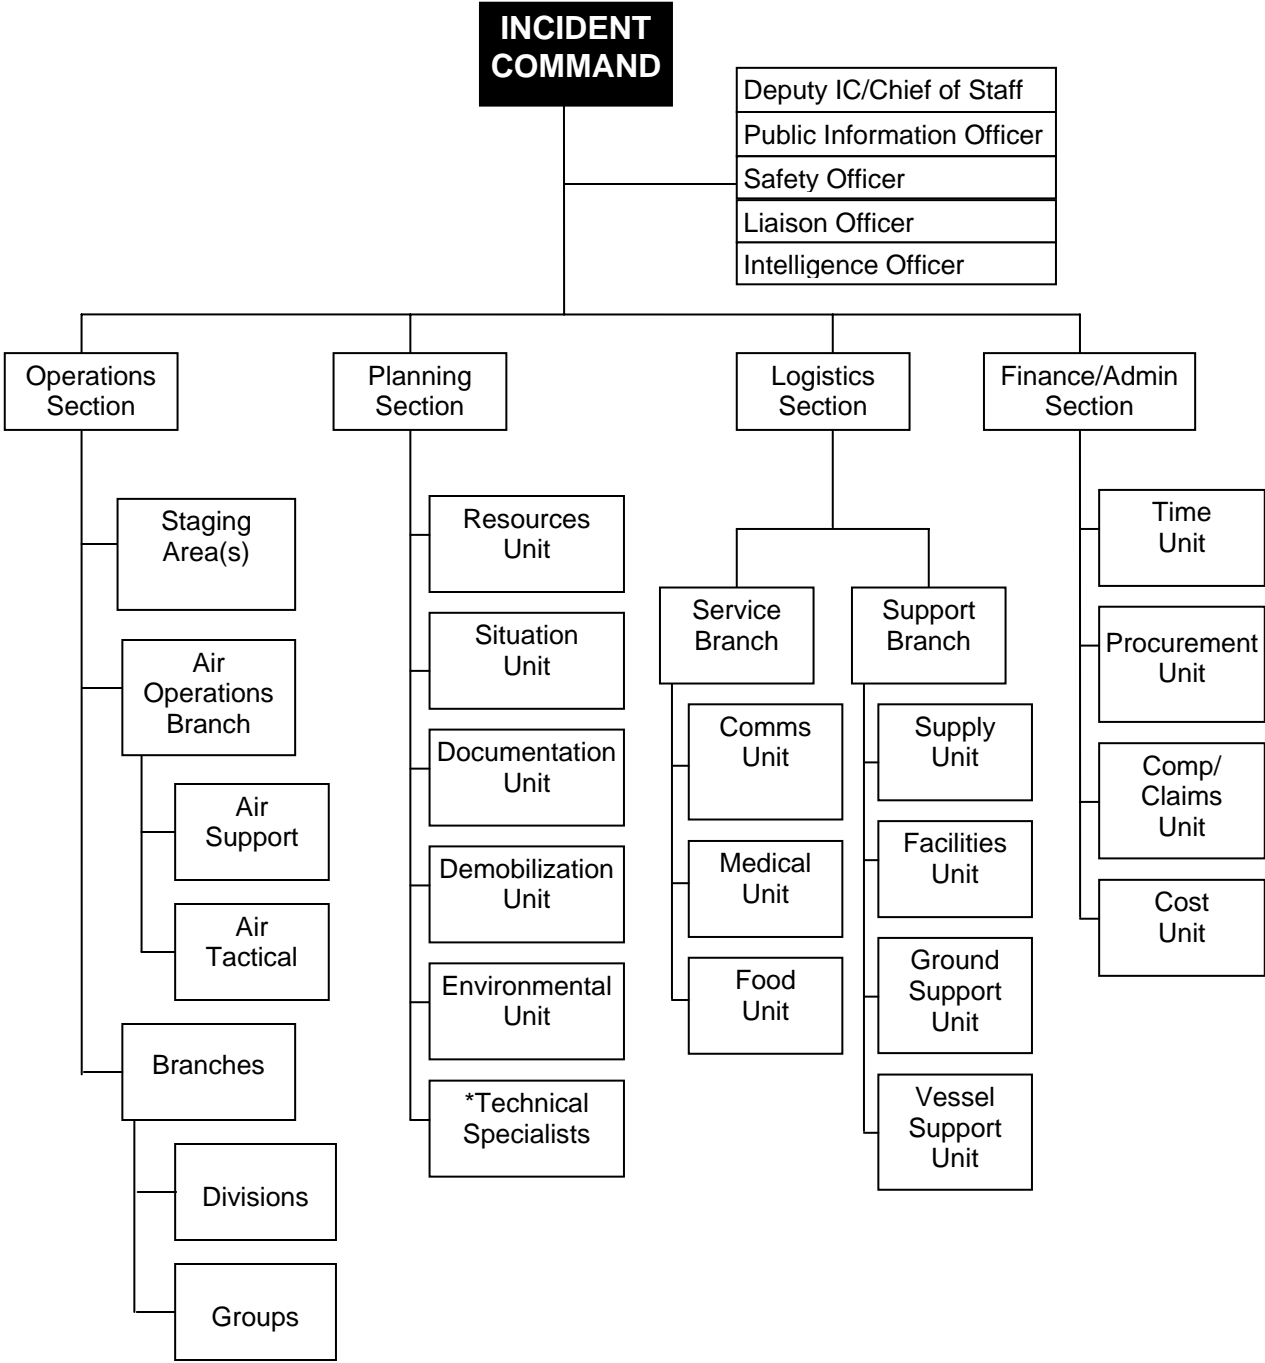 INCIDENT
COMMAND
Deputy IC/Chief of Staff
Public Information Officer
Safety Officer
Liaison Officer
Intelligence Officer
Operations
Section
Planning
Section
Logistics
Section
Finance/Admin
Section
Staging
Area(s)
Air
Operations
Branch
Air
Support
Air
Tactical
Branches
Divisions
Groups
Resources
Unit
Situation
Unit
Documentation
Unit
Demobilization
Unit
Environmental
Unit
*Technical
Specialists
Service
Branch
Comms
Unit
Medical
Unit
Food
Unit
Support
Branch
Supply
Unit
Facilities
Unit
Ground
Support
Unit
Vessel
Support
Unit
Time
Unit
Procurement
Unit
Comp/
Claims
Unit
Cost
Unit